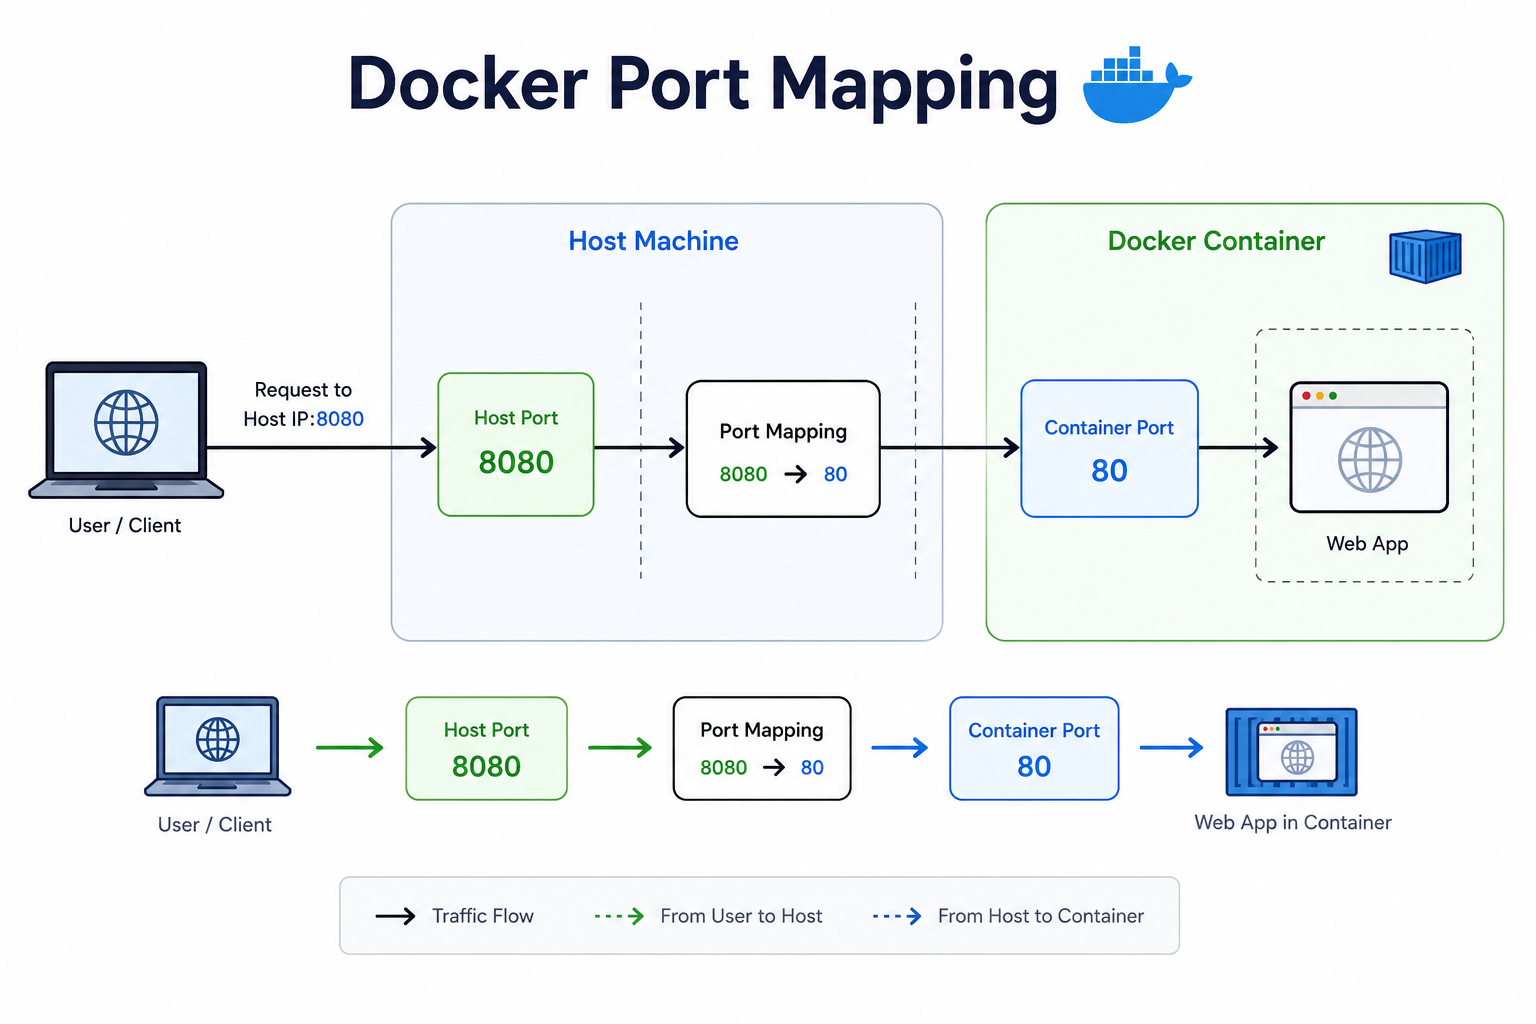 Docker Port Mapping
Host Machine
Docker Container
Request to
Host IP:8080
Host Port
8080
Port Mapping
8080 → 80
Container Port
80
User / Client
Web App
Host Port
8080
Port Mapping
8080 → 80
Container Port
80
User / Client
Web App in Container
Traffic Flow
From User to Host
From Host to Container